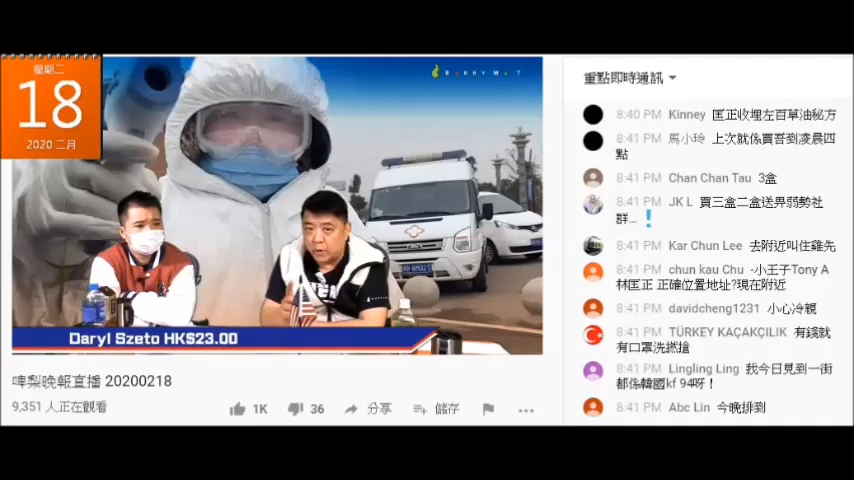 星期二
18
2020 二月
Daryl Szeto HK$23.00
啤梨晚報直播 20200218
9,351 人正在觀看
1K
36
分享
儲存
重點即時通訊
8:40 PM Kinney 匡正收埋左百草油秘方
8:41 PM 馬小玲 上次就係買吾到凌晨四
點
8:41 PM Chan Chan Tau 3盒
8:41 PM JK L 買三盒二盒送畀弱勢社
群...❗
8:41 PM Kar Chun Lee 去附近叫住雞先
8:41 PM chun kau Chu -小王子Tony A
林匡正 正確位置地址?現在附近
8:41 PM davidcheng1231 小心冷親
8:41 PM TÜRKEY KAÇAKÇILIK 有錢就
有口罩洗撚搶
8:41 PM Lingling Ling 我今日見到一街
都係韓國kf 94呀！
8:41 PM Abc Lin 今晚排到